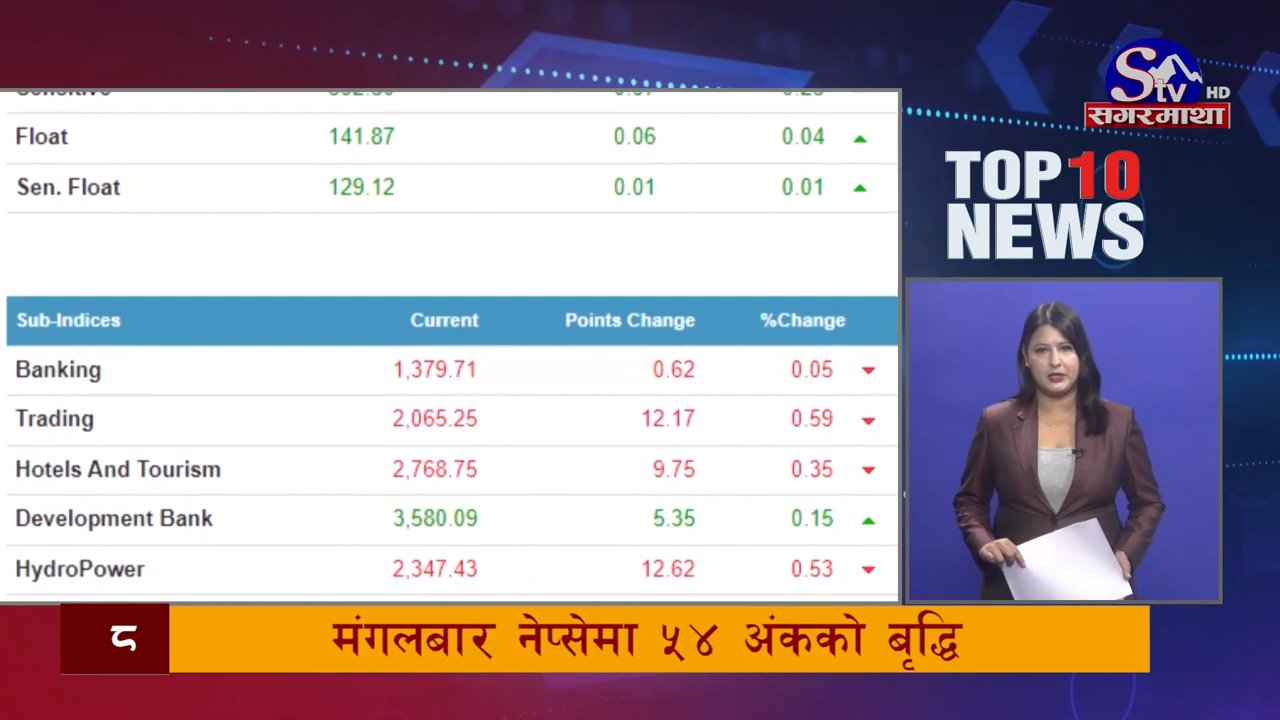 STV HD
सगरमाथा
TOP 10
NEWS
Float 141.87 0.06 0.04
Sen. Float 129.12 0.01 0.01
Sub-Indices Current Points Change %Change
Banking 1,379.71 0.62 0.05
Trading 2,065.25 12.17 0.59
Hotels And Tourism 2,768.75 9.75 0.35
Development Bank 3,580.09 5.35 0.15
HydroPower 2,347.43 12.62 0.53
८ मंगलबार नेप्सेमा ५४ अंकको बृद्धि